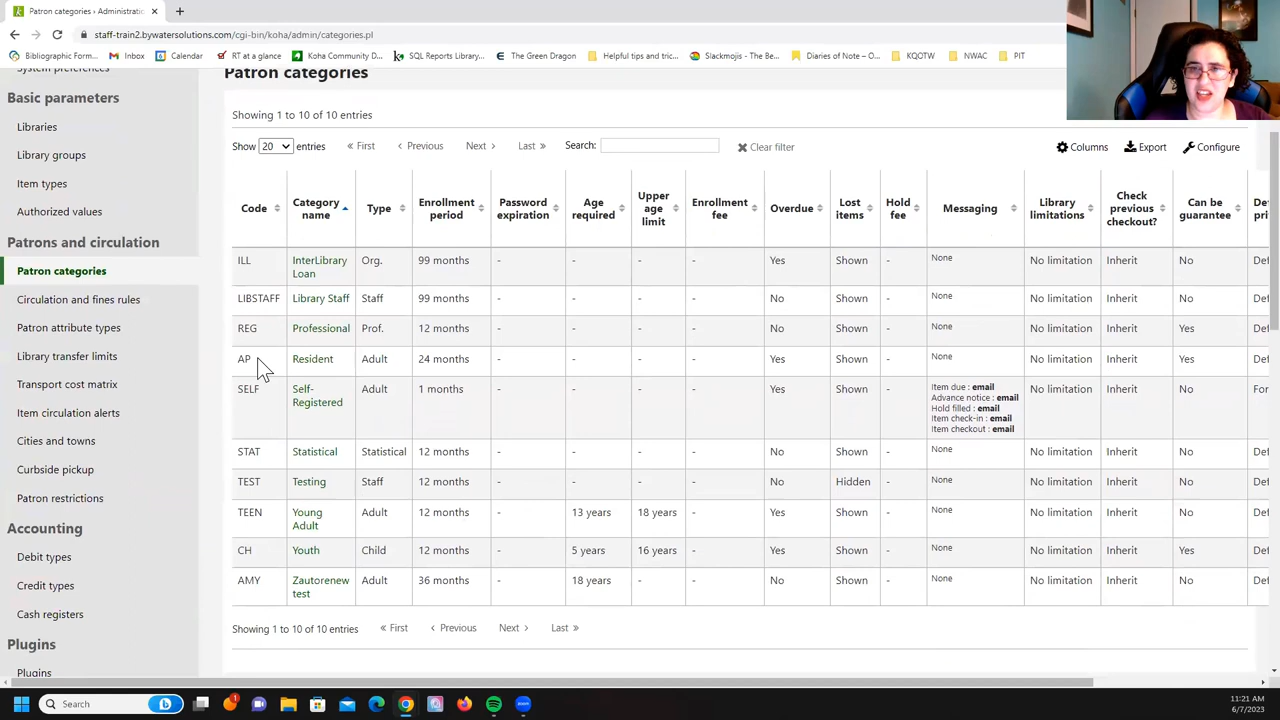 Patron categories ‹ Administratio
staff-train2.bywatersolutions.com/cgi-bin/koha/admin/categories.pl
Bibliographic Form... Inbox Calendar RT at a glance Koha Community D... SQL Reports Library... The Green Dragon Helpful tips and tric... Slackmojis - The Be... Diaries of Note – O... KQOTW NWAC PIT
System preferences
Basic parameters
Libraries
Library groups
Item types
Authorized values
Patrons and circulation
Patron categories
Circulation and fines rules
Patron attribute types
Library transfer limits
Transport cost matrix
Item circulation alerts
Cities and towns
Curbside pickup
Patron restrictions
Accounting
Debit types
Credit types
Cash registers
Plugins
Plugins
Patron categories
Showing 1 to 10 of 10 entries
Show 20 entries « First ‹ Previous Next › Last » Search: Clear filter Columns Export Configure
Code Category name Type Enrollment period Password expiration Age required Upper age limit Enrollment fee Overdue Lost items Hold fee Messaging Library limitations Check previous checkout? Can be guarantee Def pri
ILL InterLibrary Loan Org. 99 months - - - - Yes Shown - None No limitation Inherit No Def
LIBSTAFF Library Staff Staff 99 months - - - - No Shown - None No limitation Inherit No Def
REG Professional Prof. 12 months - - - - No Shown - None No limitation Inherit Yes Def
AP Resident Adult 24 months - - - - Yes Shown - None No limitation Inherit Yes Def
SELF Self-Registered Adult 1 months - - - - Yes Shown - Item due : email No limitation Inherit No For
Advance notice : email
Hold filled : email
Item check-in : email
Item checkout : email
STAT Statistical Statistical 12 months - - - - No Shown - None No limitation Inherit No Def
TEST Testing Staff 12 months - - - - No Hidden - None No limitation Inherit No Def
TEEN Young Adult Adult 12 months - 13 years 18 years - Yes Shown - None No limitation Inherit No Def
CH Youth Child 12 months - 5 years 16 years - Yes Shown - None No limitation Inherit Yes Def
AMY Zautorenew test Adult 36 months - 18 years - - No Shown - None No limitation Inherit No Def
Showing 1 to 10 of 10 entries « First ‹ Previous Next › Last »
Search
1
11:21 AM
6/7/2023